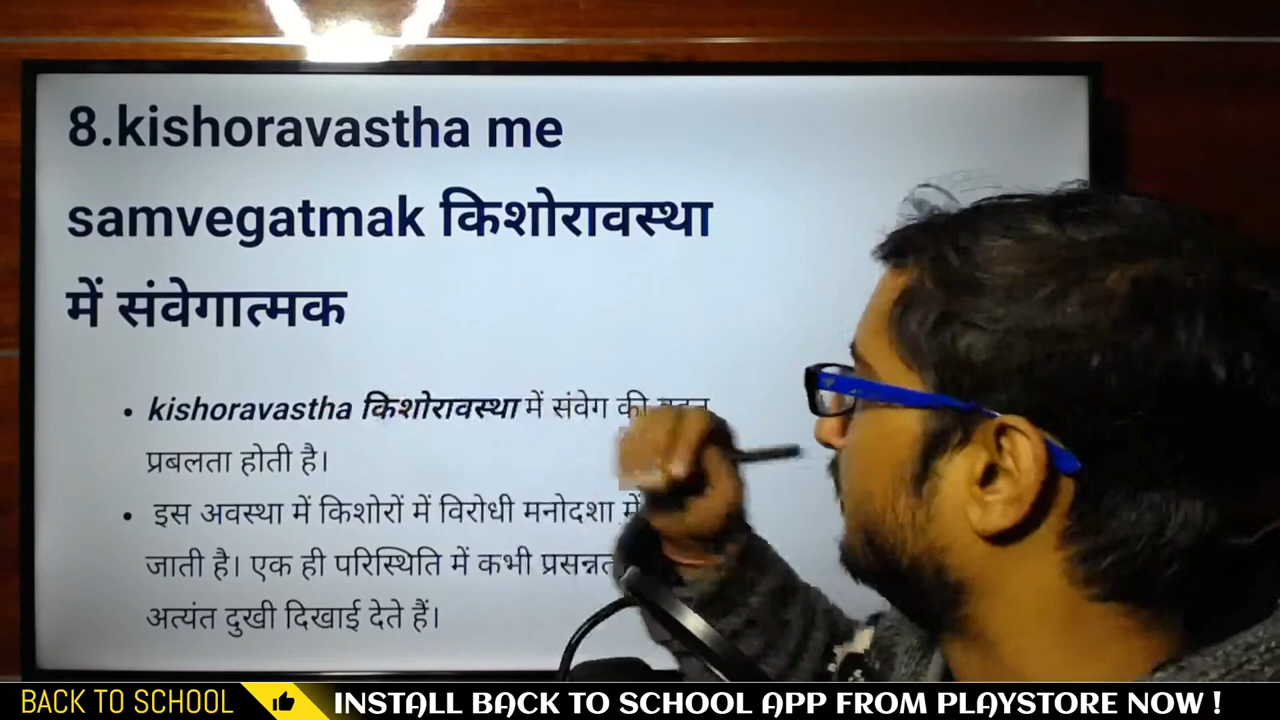 8.kishoravastha me
samvegatmak किशोरावस्था
में संवेगात्मक
• kishoravastha किशोरावस्था में संवेग की
प्रबलता होती है।
• इस अवस्था में किशोरों में विरोधी मनोदशा में
जाती है। एक ही परिस्थिति में कभी
अत्यंत दुखी दिखाई देते हैं।
BACK TO SCHOOL INSTALL BACK TO SCHOOL APP FROM PLAYSTORE NOW !